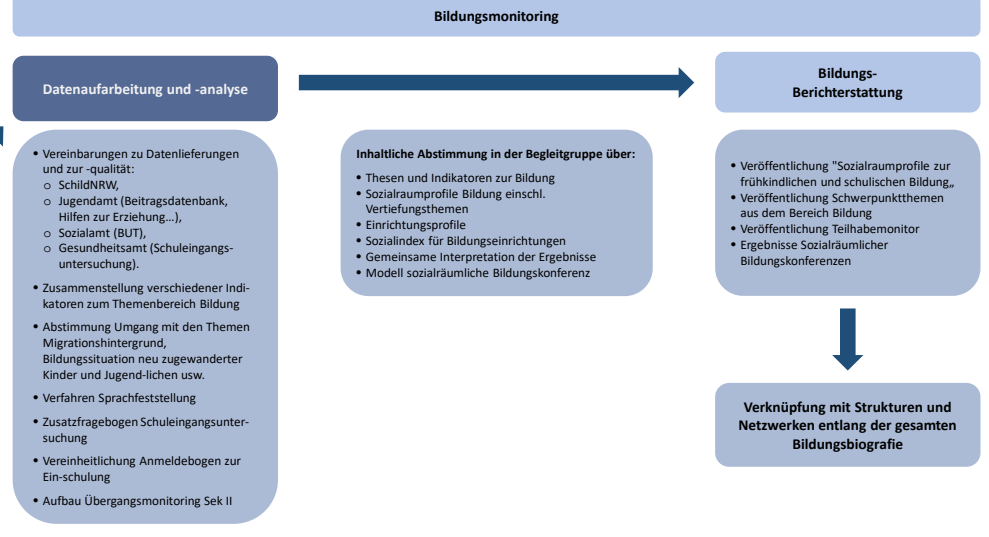 Bildungsmonitoring
Datenaufarbeitung und -analyse
Bildungs-
Berichterstattung
• Vereinbarungen zu Datenlieferungen
und zur -qualität:
o SchildNRW,
o Jugendamt (Beitragsdatenbank,
Hilfen zur Erziehung...),
o Sozialamt (BUT),
o Gesundheitsamt (Schuleingangs-
untersuchung).
• Zusammenstellung verschiedener Indi-
katoren zum Themenbereich Bildung
• Abstimmung Umgang mit den Themen
Migrationshintergrund,
Bildungssituation neu zugewanderter
Kinder und Jugend-lichen usw.
• Verfahren Sprachfeststellung
• Zusatzfragebogen Schuleingangsunter-
suchung
• Vereinheitlichung Anmeldebogen zur
Ein-schulung
• Aufbau Übergangsmonitoring Sek II
Inhaltliche Abstimmung in der Begleitgruppe über:
• Thesen und Indikatoren zur Bildung
• Sozialraumprofile Bildung einschl.
Vertiefungsthemen
• Einrichtungsprofile
• Sozialindex für Bildungseinrichtungen
• Gemeinsame Interpretation der Ergebnisse
• Modell sozialräumliche Bildungskonferenz
• Veröffentlichung "Sozialraumprofile zur
frühkindlichen und schulischen Bildung„
• Veröffentlichung Schwerpunktthemen
aus dem Bereich Bildung
• Veröffentlichung Teilhabemonitor
• Ergebnisse Sozialräumlicher
Bildungskonferenzen
Verknüpfung mit Strukturen und
Netzwerken entlang der gesamten
Bildungsbiografie